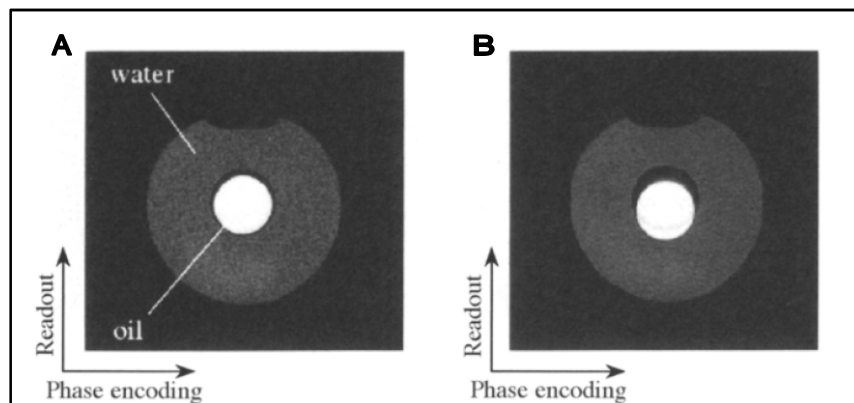 A
B
water
oil
Readout
Readout
Phase encoding
Phase encoding